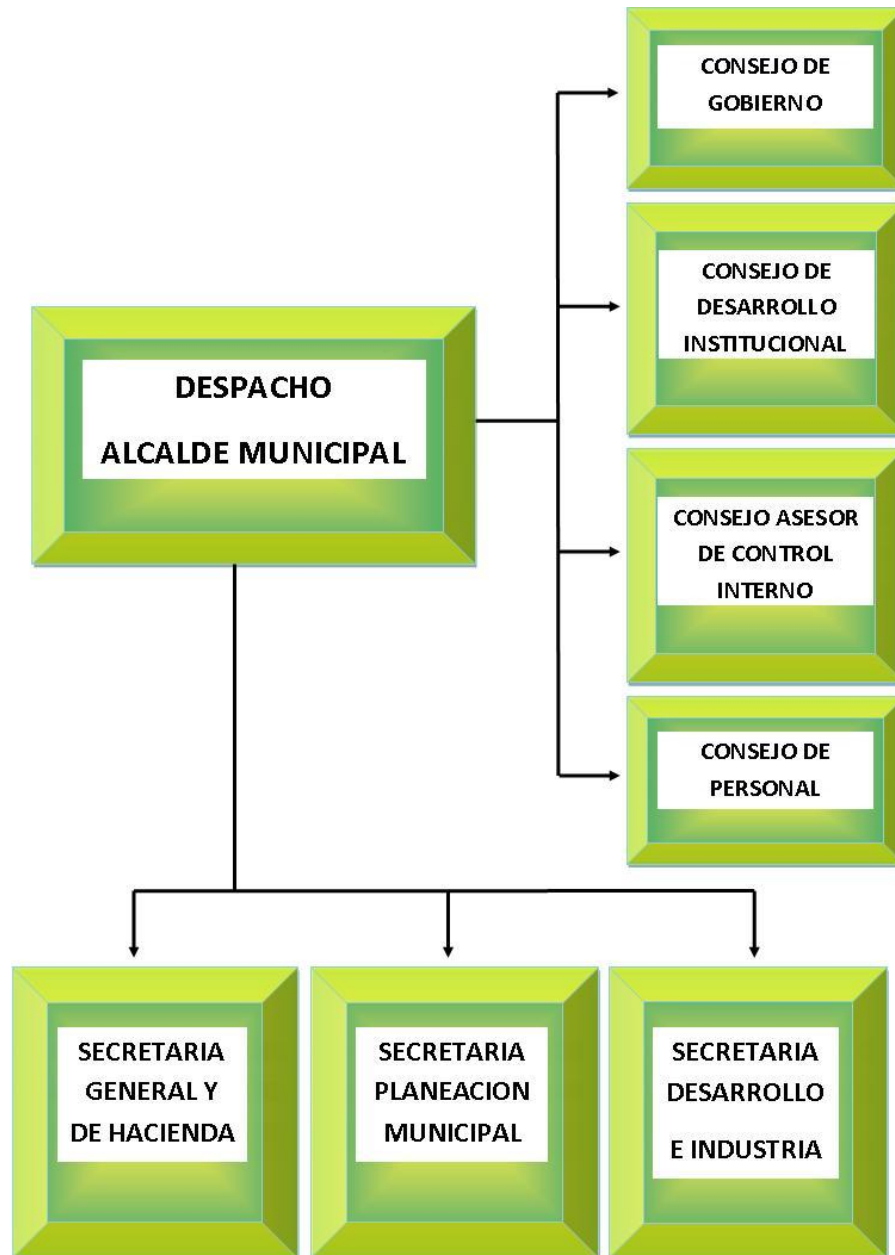 CONSEJO DE
GOBIERNO
CONSEJO DE
DESARROLLO
INSTITUCIONAL
DESPACHO
ALCALDE MUNICIPAL
CONSEJO ASESOR
DE CONTROL
INTERNO
CONSEJO DE
PERSONAL
SECRETARIA
GENERAL Y
DE HACIENDA
SECRETARIA
PLANEACION
MUNICIPAL
SECRETARIA
DESARROLLO
E INDUSTRIA